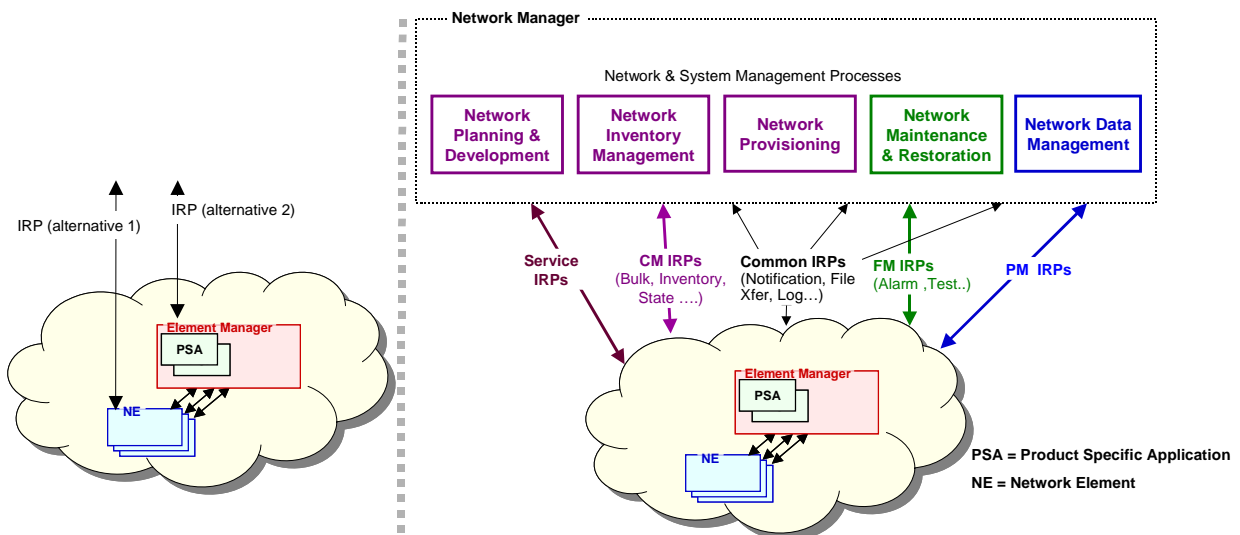 Network Manager
Network & System Management Processes
Network
Planning &
Development
Network
Inventory
Management
Network
Provisioning
Network
Maintenance
& Restoration
Network Data
Management
IRP (alternative 1)
IRP (alternative 2)
Service
IRPs
CM IRPs
(Bulk, Inventory,
State ….)
Common IRPs
(Notification, File
Xfer, Log…)
FM IRPs
(Alarm ,Test..)
PM IRPs
Element Manager
PSA
NE
Element Manager
PSA
NE
PSA = Product Specific Application
NE = Network Element